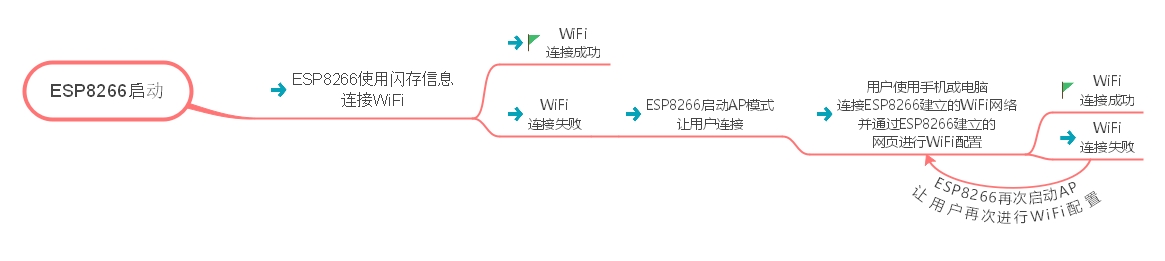 ESP8266启动
ESP8266使用闪存信息
连接WiFi
WiFi
连接成功
WiFi
连接失败
ESP8266启动AP模式
让用户连接
用户使用手机或电脑
连接ESP8266建立的WiFi网络
并通过ESP8266建立的
网页进行WiFi配置
WiFi
连接成功
WiFi
连接失败
ESP8266再次启动AP
让用户再次进行WiFi配置